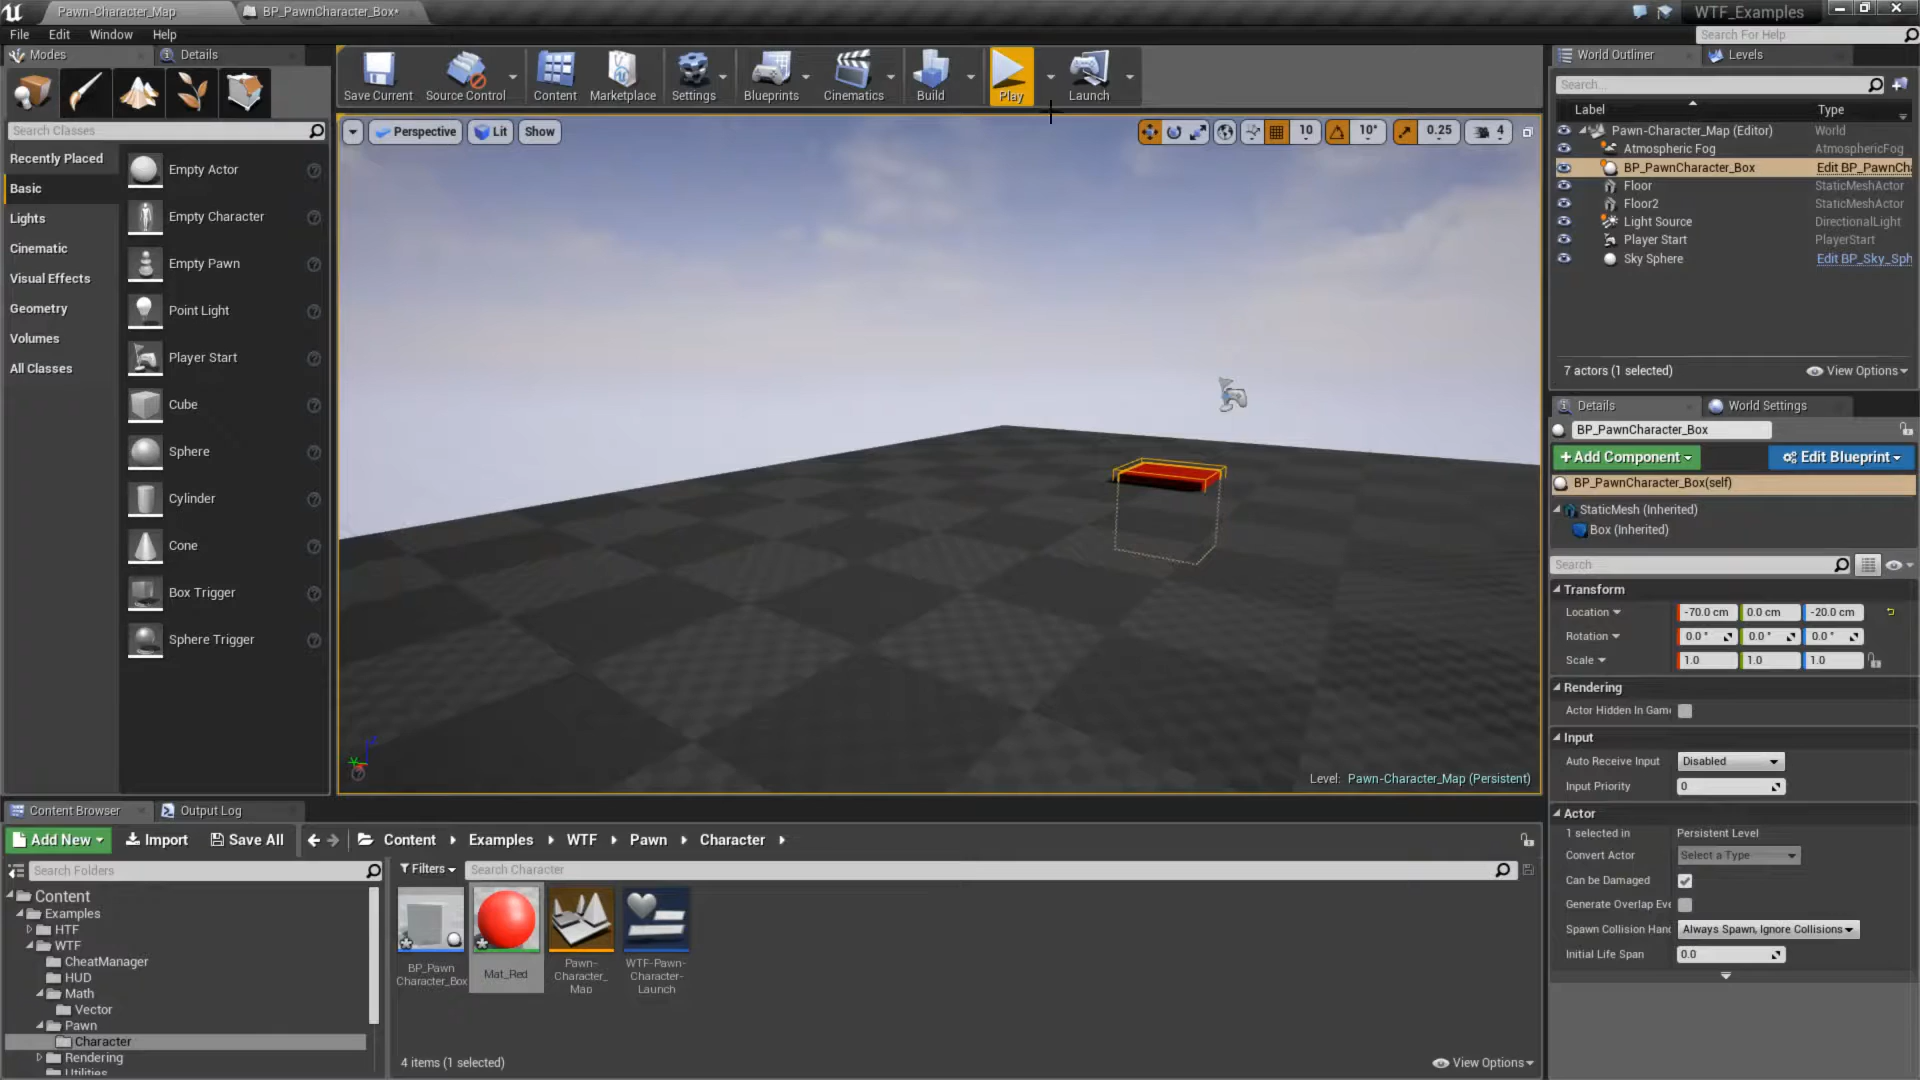 Pawn-Character_Map
BP_PawnCharacter_Box*
WTF_Examples
File Edit Window Help
Search For Help
Modes
Details
Search Classes
Recently Placed
Basic
Lights
Cinematic
Visual Effects
Geometry
Volumes
All Classes
Empty Actor
Empty Character
Empty Pawn
Point Light
Player Start
Cube
Sphere
Cylinder
Cone
Box Trigger
Sphere Trigger
Save Current
Source Control
Content
Marketplace
Settings
Blueprints
Cinematics
Build
Play
Launch
Perspective
Lit
Show
10
10°
0.25
4
Level: Pawn-Character_Map (Persistent)
World Outliner
Levels
Search...
Label Type
Pawn-Character_Map (Editor) World
Atmospheric Fog AtmosphericFog
BP_PawnCharacter_Box Edit BP_PawnCh
Floor StaticMeshActor
Floor2 StaticMeshActor
Light Source DirectionalLight
Player Start PlayerStart
Sky Sphere Edit BP_Sky_Sph
7 actors (1 selected)
View Options
Details
World Settings
BP_PawnCharacter_Box
+Add Component
Edit Blueprint
BP_PawnCharacter_Box(self)
StaticMesh (Inherited)
Box (Inherited)
Search
Transform
Location -70.0 cm 0.0 cm -20.0 cm
Rotation 0.0 ° 0.0 ° 0.0 °
Scale 1.0 1.0 1.0
Rendering
Actor Hidden In Game
Input
Auto Receive Input Disabled
Input Priority 0
Actor
1 selected in Persistent Level
Convert Actor Select a Type
Can be Damaged
Generate Overlap Eve
Spawn Collision Hand Always Spawn, Ignore Collisions
Initial Life Span 0.0
Content Browser
Output Log
Add New
Import
Save All
Content Examples WTF Pawn Character
Search Folders
Filters
Search Character
Content
Examples
HTF
WTF
CheatManager
HUD
Math
Vector
Pawn
Character
Rendering
Utilities
BP_Pawn
Character_Box
Mat_Red
Pawn-
Character_
Map
WTF-Pawn-
Character-
Launch
4 items (1 selected)
View Options